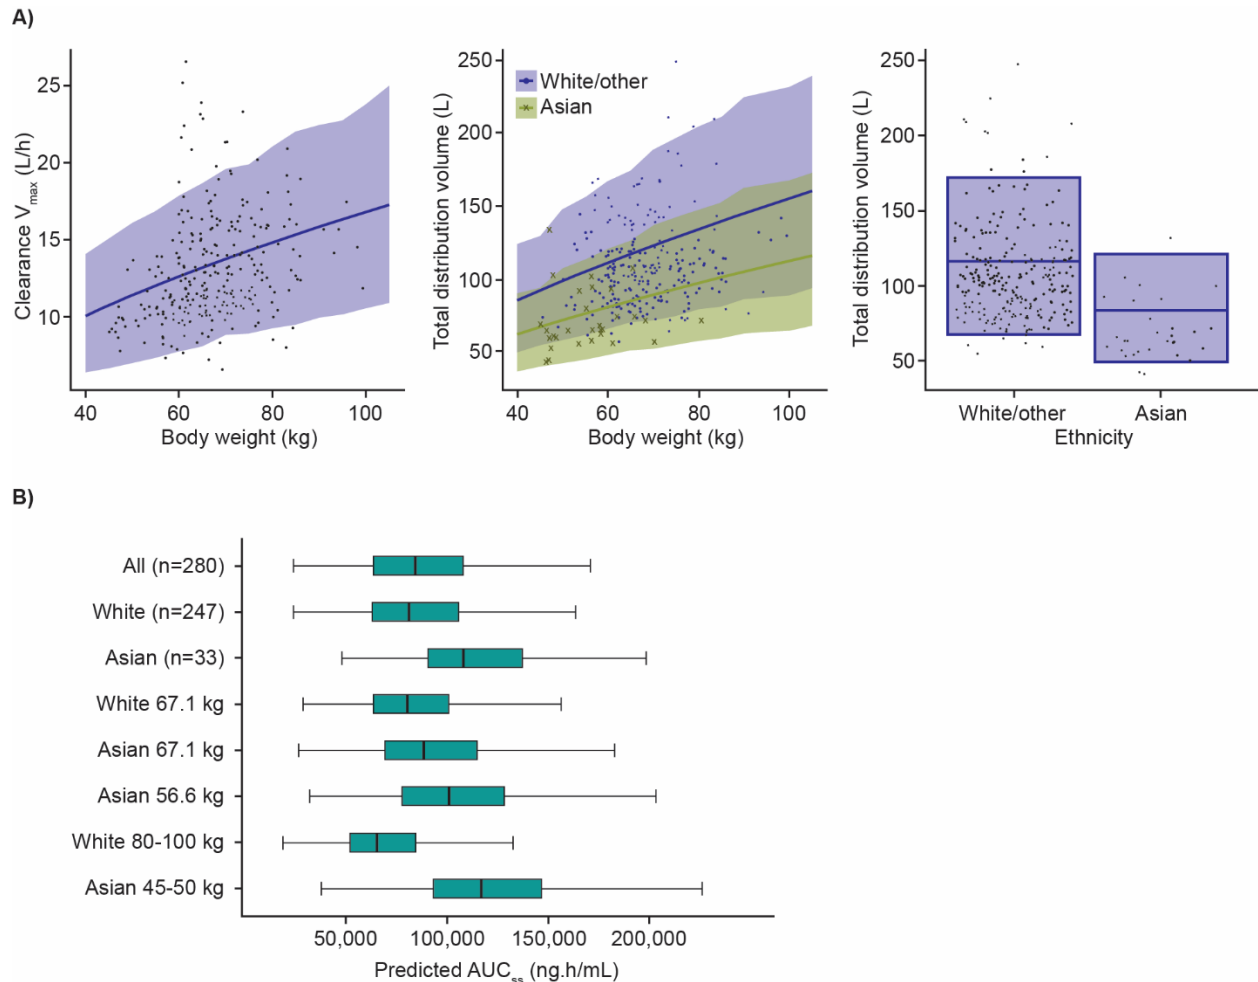 A)
Clearance Vmax (L/h)
25
20
15
10
40
60
80
100
Body weight (kg)
Total distribution volume (L)
250
200
150
100
50
White/other
Asian
40
60
80
100
Body weight (kg)
Total distribution volume (L)
250
200
150
100
50
White/other
Asian
Ethnicity
B)
All (n=280)
White (n=247)
Asian (n=33)
White 67.1 kg
Asian 67.1 kg
Asian 56.6 kg
White 80-100 kg
Asian 45-50 kg
50,000
100,000
150,000
200,000
Predicted AUCss (ng.h/mL)